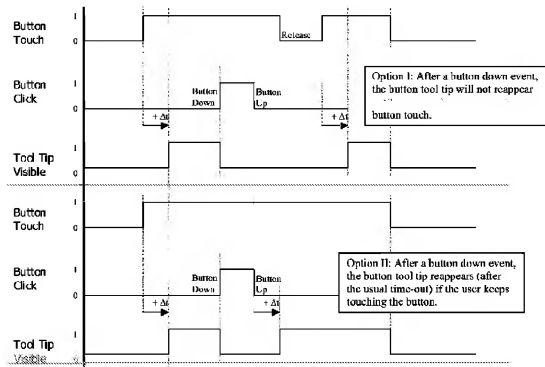 Button
Touch
1
0
Release
Button
Click
1
0
Button
Down
Button
Up
+ Δt
+ Δt
Option I: After a button down event,
the button tool tip will not reappear
button touch.
Tool Tip
Visible
1
0
Button
Touch
1
0
Button
Click
1
0
Button
Down
Button
Up
+ Δt
+ Δt
Option II: After a button down event,
the button tool tip reappears (after
the usual time-out) if the user keeps
touching the button.
Tool Tip
Visible
1